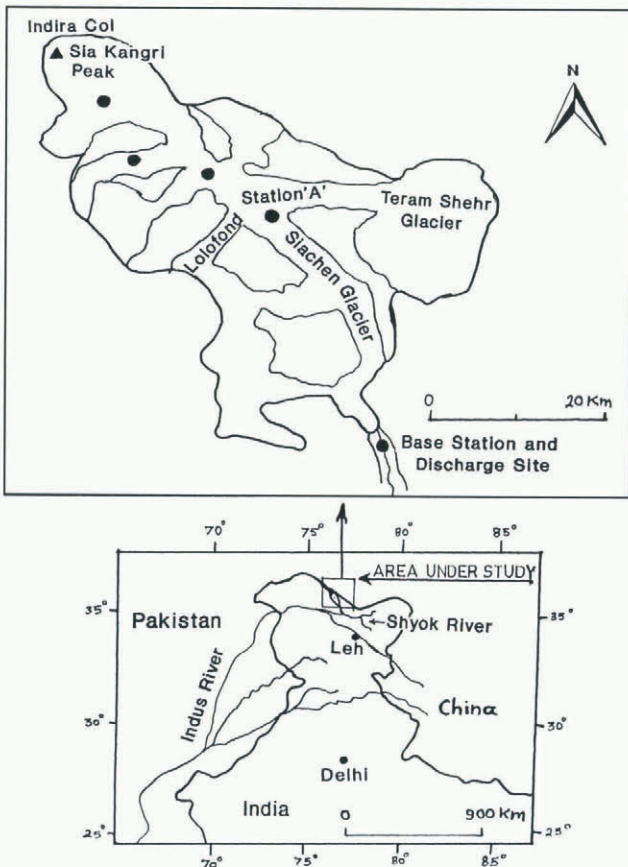 Indira Col
Sia Kangri
Peak
N
Station'A'
Teram Shehr
Glacier
Lolofond
Siachen Glacier
0 20 Km
Base Station and
Discharge Site
70° 75° 80° 85°
AREA UNDER STUDY
35° 35°
Pakistan
Shyok River
Leh
Indus River
China
30° 30°
Delhi
India
0 900 Km
25° 25°
70° 75° 80° 85°